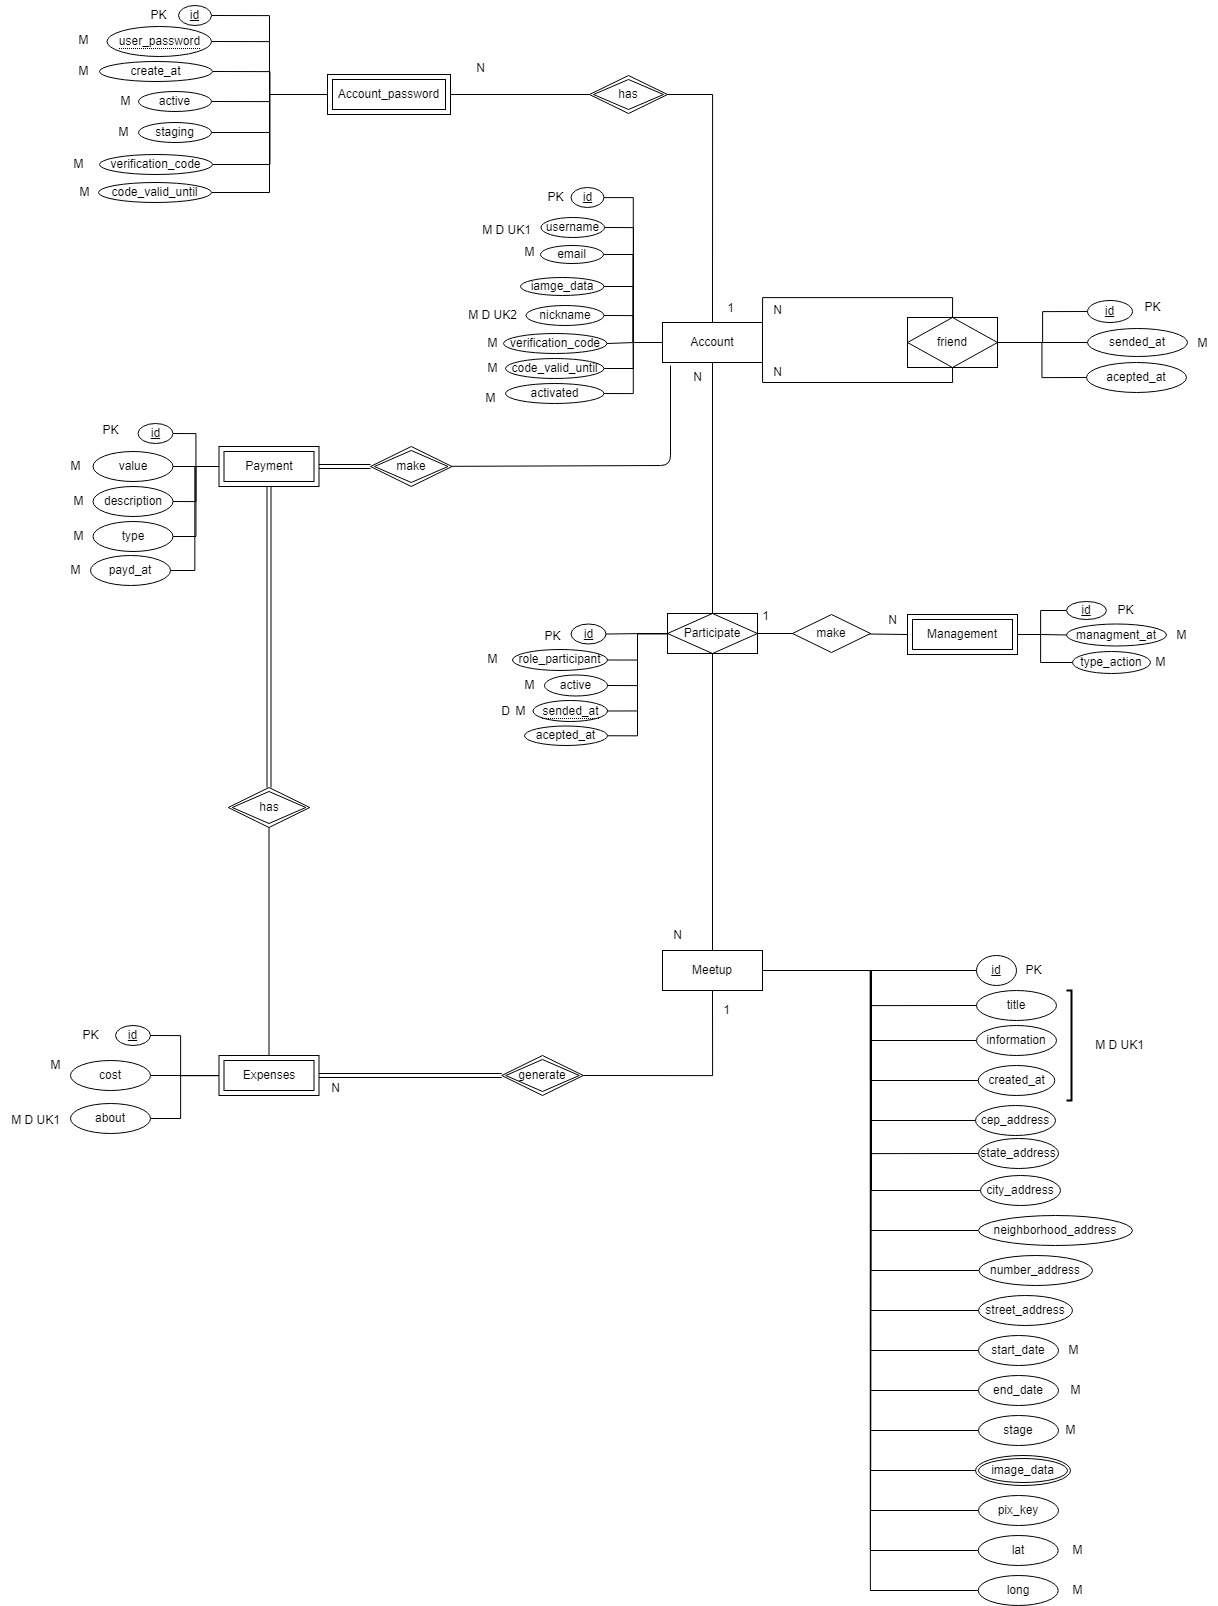 PK id
M user_password
M create_at
M active
M staging
M verification_code
M code_valid_until
Account_password
N
has
PK id
M D UK1 username
M email
iamge_data
M D UK2 nickname
M verification_code
M code_valid_until
M activated
1
Account
N
N
N
friend
id PK
sended_at M
acepted_at
PK id
M value
M description
M type
M payd_at
Payment
make
PK id
M role_participant
M active
D M sended_at
acepted_at
Participate
1
make
N
Management
id PK
managment_at M
type_action M
has
N
Meetup
1
PK id
M cost
M D UK1 about
Expenses
N
generate
id PK
title
information
created_at
M D UK1
cep_address
state_address
city_address
neighborhood_address
number_address
street_address
start_date M
end_date M
stage M
image_data
pix_key
lat M
long M